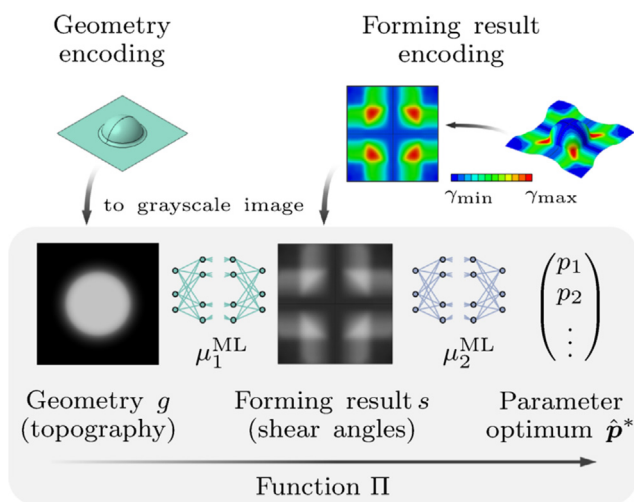 Geometry
encoding
Forming result
encoding
γmin γmax
to grayscale image
μ₁ᴹᴸ
μ₂ᴹᴸ
p₁
p₂
⋮
Geometry g
(topography)
Forming result s
(shear angles)
Parameter
optimum p̂*
Function Π